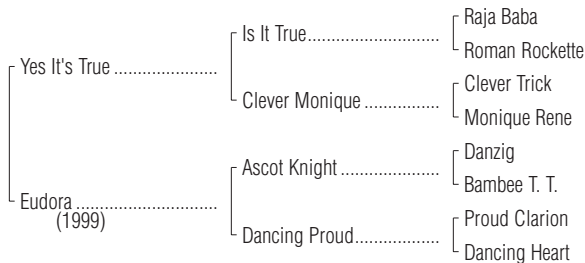 Raja Baba
Is It True..............................
Roman Rockette
Yes It's True .......................
Clever Trick
Clever Monique .................
Monique Rene
Danzig
Ascot Knight ......................
Bambee T. T.
Eudora ................................
(1999)
Proud Clarion
Dancing Proud...................
Dancing Heart